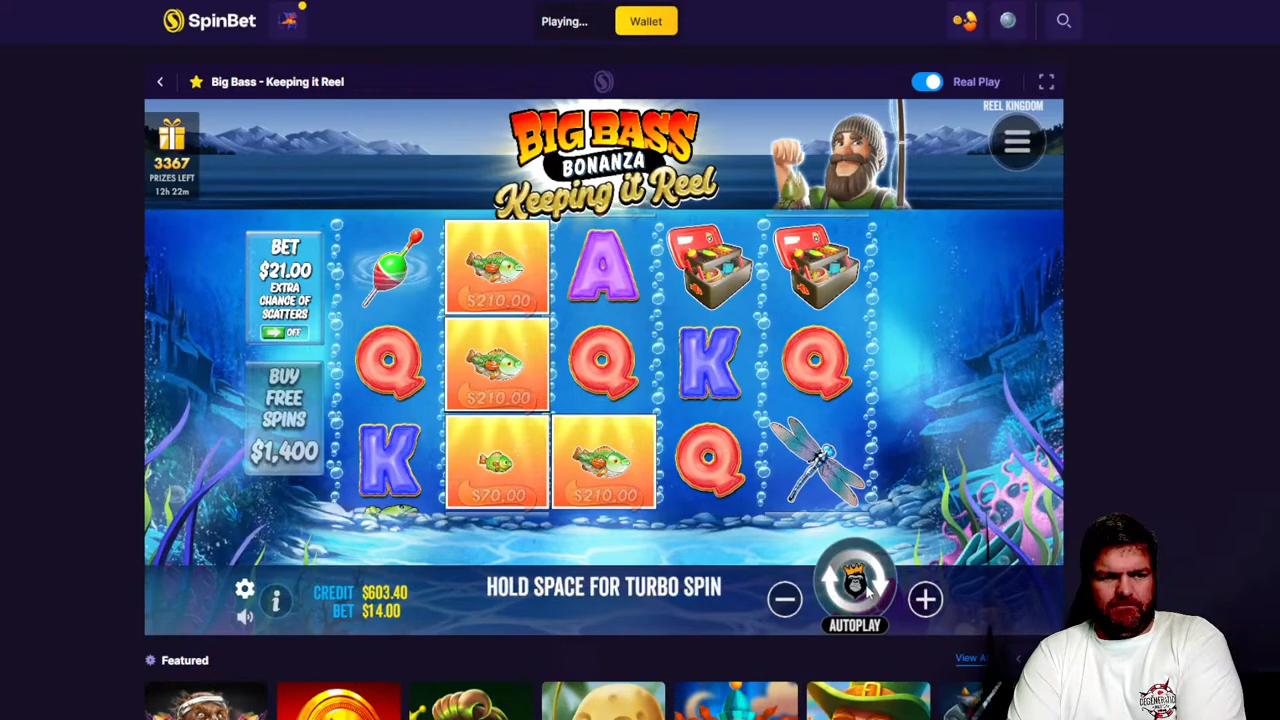 SpinBet
Playing...
Wallet
Big Bass - Keeping it Reel
Real Play
3367
PRIZES LEFT
12h 22m
BIG BASS
BONANZA
Keeping it Reel
REEL KINGDOM
BET
$21.00
EXTRA
CHANCE OF
SCATTERS
OFF
BUY
FREE
SPINS
$1,400
$210.00
A
Q
$210.00
Q
K
Q
K
$70.00
$210.00
Q
CREDIT $603.40
BET $14.00
HOLD SPACE FOR TURBO SPIN
AUTOPLAY
Featured
View